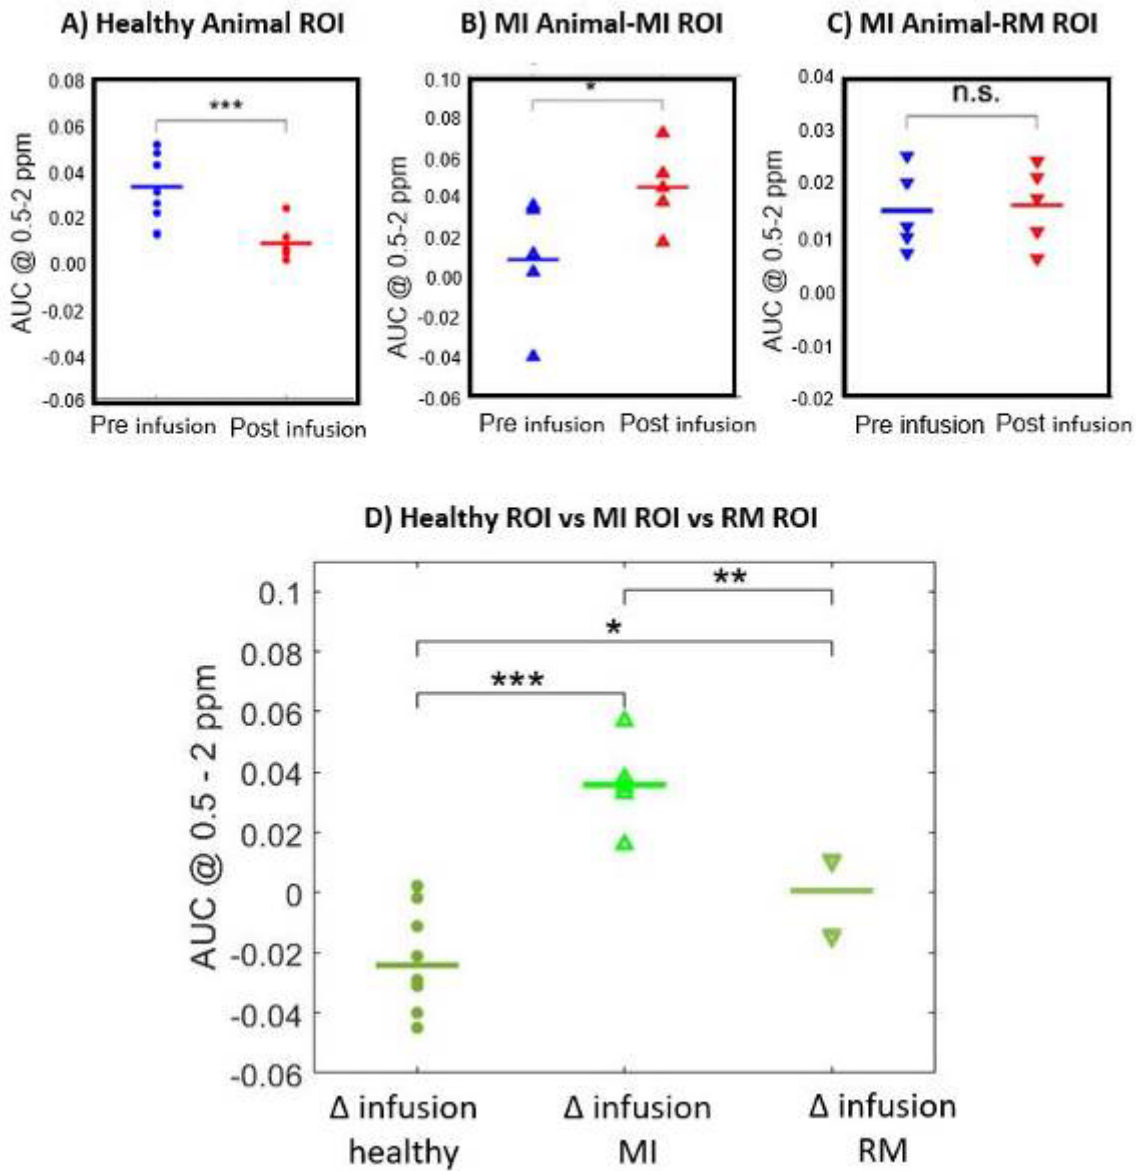 A) Healthy Animal ROI
B) MI Animal-MI ROI
C) MI Animal-RM ROI
AUC @ 0.5-2 ppm
0.08
0.06
0.04
0.02
0.00
-0.02
-0.04
-0.06
***
Pre infusion
Post infusion
AUC @ 0.5-2 ppm
0.10
0.08
0.06
0.04
0.02
0.00
-0.02
-0.04
-0.06
*
Pre infusion
Post infusion
AUC @ 0.5-2 ppm
0.04
0.03
0.02
0.01
0.00
-0.01
-0.02
n.s.
Pre infusion
Post infusion
D) Healthy ROI vs MI ROI vs RM ROI
AUC @ 0.5 - 2 ppm
0.1
0.08
0.06
0.04
0.02
0
-0.02
-0.04
-0.06
**
*
***
Δ infusion
healthy
Δ infusion
MI
Δ infusion
RM